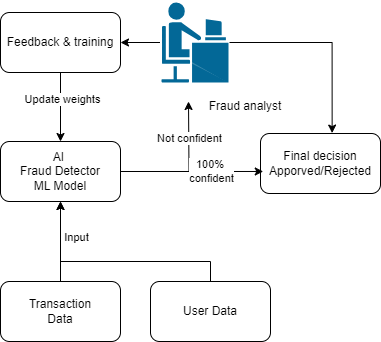 Feedback & training
Update weights
Fraud analyst
Not confident
AI
Fraud Detector
ML Model
100%
confident
Final decision
Apporved/Rejected
Input
Transaction
Data
User Data